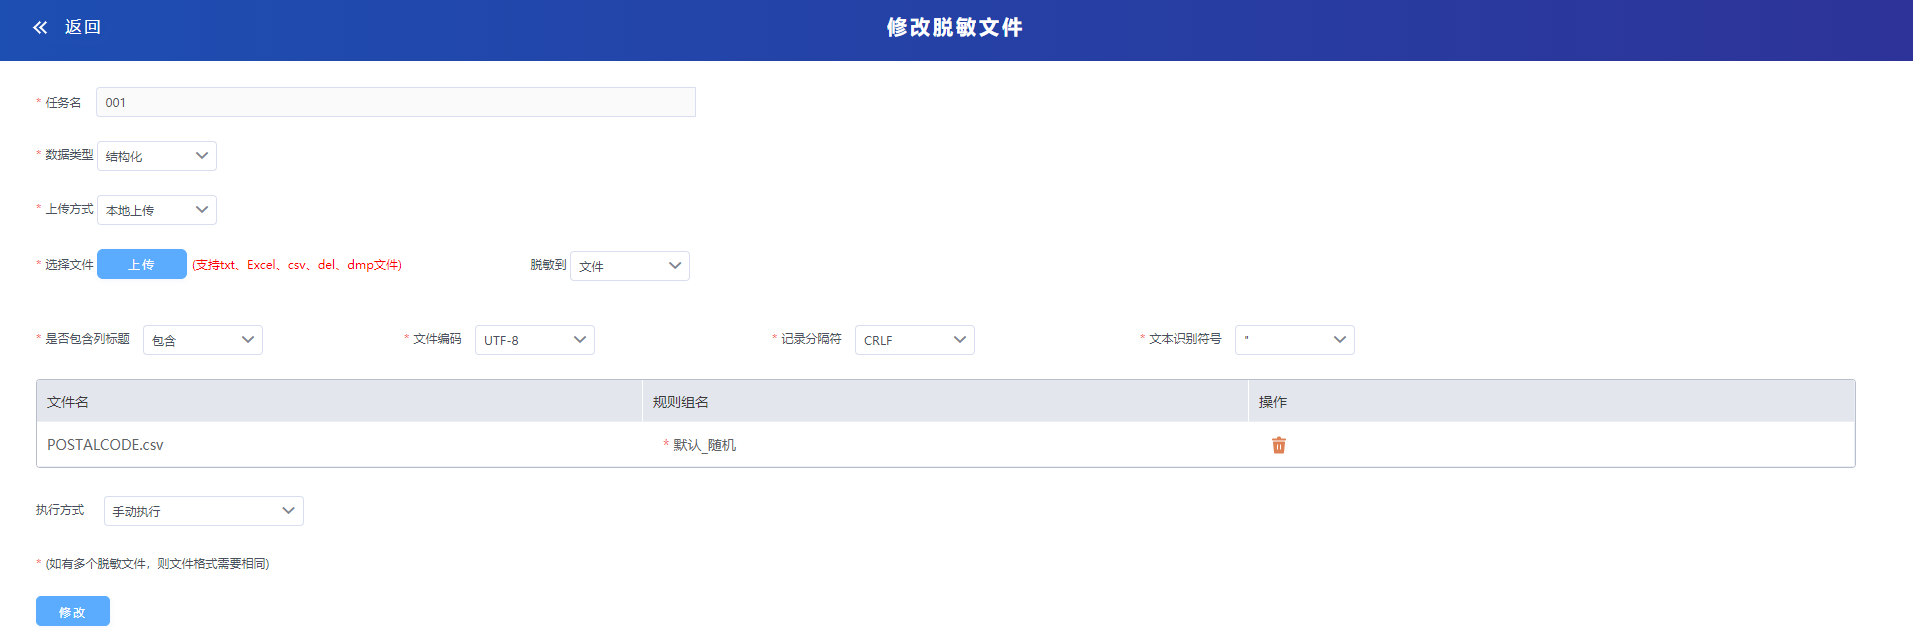 返回
修改脱敏文件
* 任务名 001
* 数据类型 结构化
* 上传方式 本地上传
* 选择文件 上传 (支持txt、Excel、csv、del、dmp文件) 脱敏到 文件
* 是否包含列标题 包含 * 文件编码 UTF-8 * 记录分隔符 CRLF * 文本识别符号 "
文件名 规则组名 操作
POSTALCODE.csv * 默认_随机
执行方式 手动执行
* (如有多个脱敏文件，则文件格式需要相同)
修改